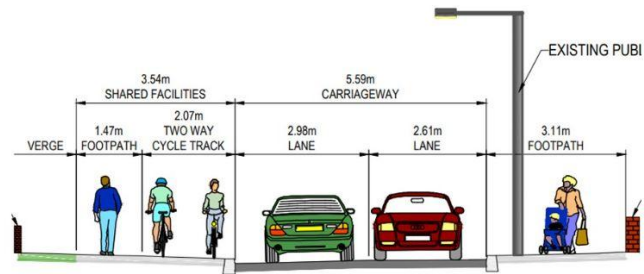 3.54m
SHARED FACILITIES
5.59m
CARRIAGEWAY
EXISTING PUBL
VERGE
1.47m
FOOTPATH
2.07m
TWO WAY
CYCLE TRACK
2.98m
LANE
2.61m
LANE
3.11m
FOOTPATH